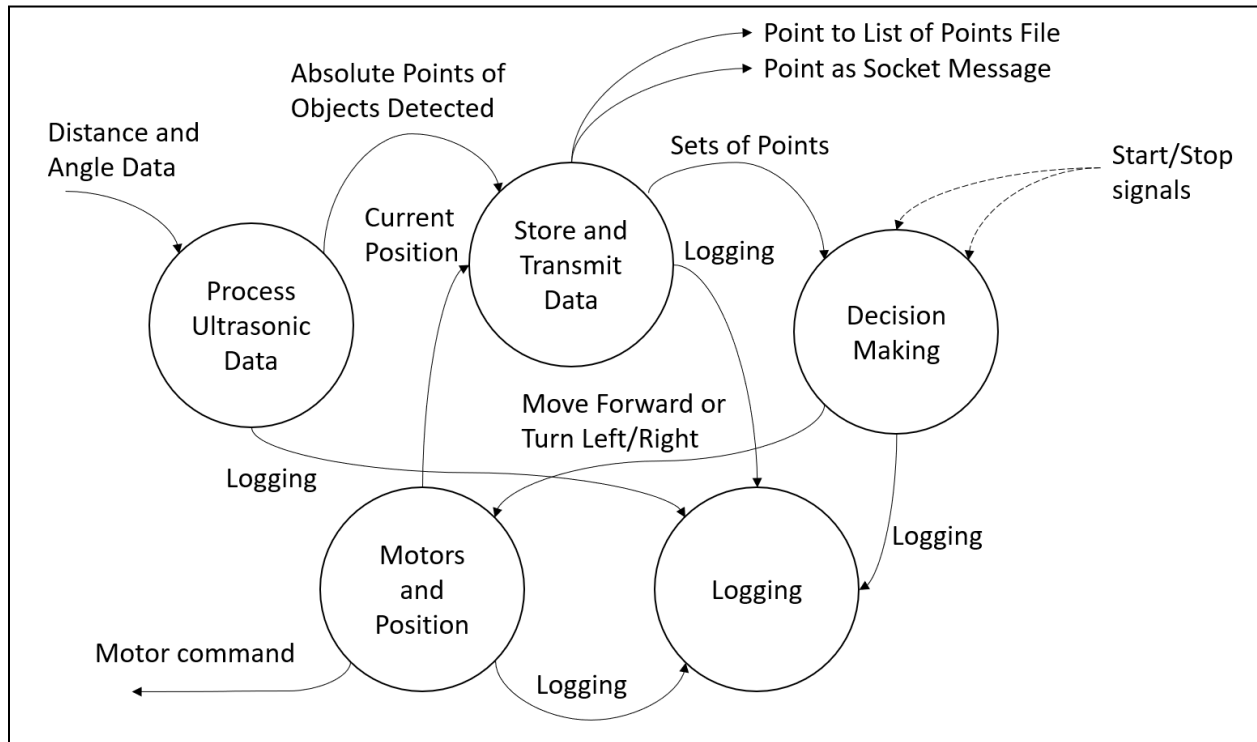 Point to List of Points File
Point as Socket Message
Absolute Points of
Objects Detected
Distance and
Angle Data
Sets of Points
Start/Stop
signals
Current
Position
Store and
Transmit
Data
Logging
Process
Ultrasonic
Data
Decision
Making
Move Forward or
Turn Left/Right
Logging
Logging
Motors
and
Position
Logging
Motor command
Logging